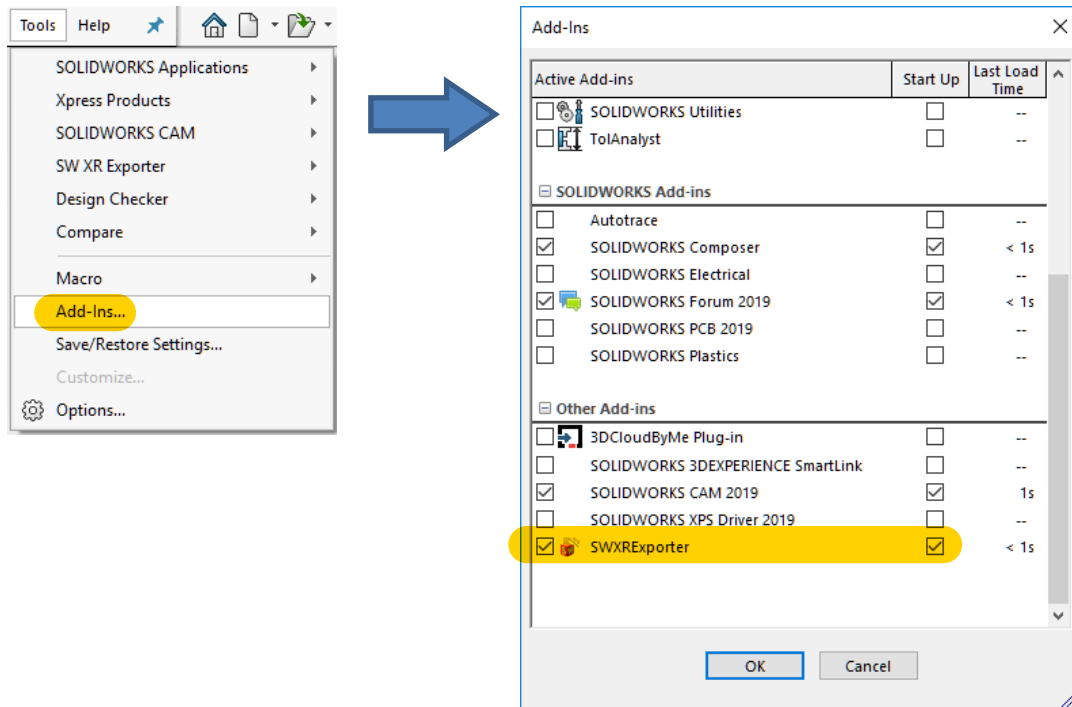 Tools Help
SOLIDWORKS Applications
Xpress Products
SOLIDWORKS CAM
SW XR Exporter
Design Checker
Compare
Macro
Add-Ins...
Save/Restore Settings...
Customize...
Options...
Add-Ins
Active Add-ins Start Up Last Load
Time
SOLIDWORKS Utilities --
TolAnalyst --
SOLIDWORKS Add-ins
Autotrace --
SOLIDWORKS Composer < 1s
SOLIDWORKS Electrical --
SOLIDWORKS Forum 2019 < 1s
SOLIDWORKS PCB 2019 --
SOLIDWORKS Plastics --
Other Add-ins
3DCloudByMe Plug-in --
SOLIDWORKS 3DEXPERIENCE SmartLink --
SOLIDWORKS CAM 2019 1s
SOLIDWORKS XPS Driver 2019 --
SWXRExporter < 1s
OK Cancel